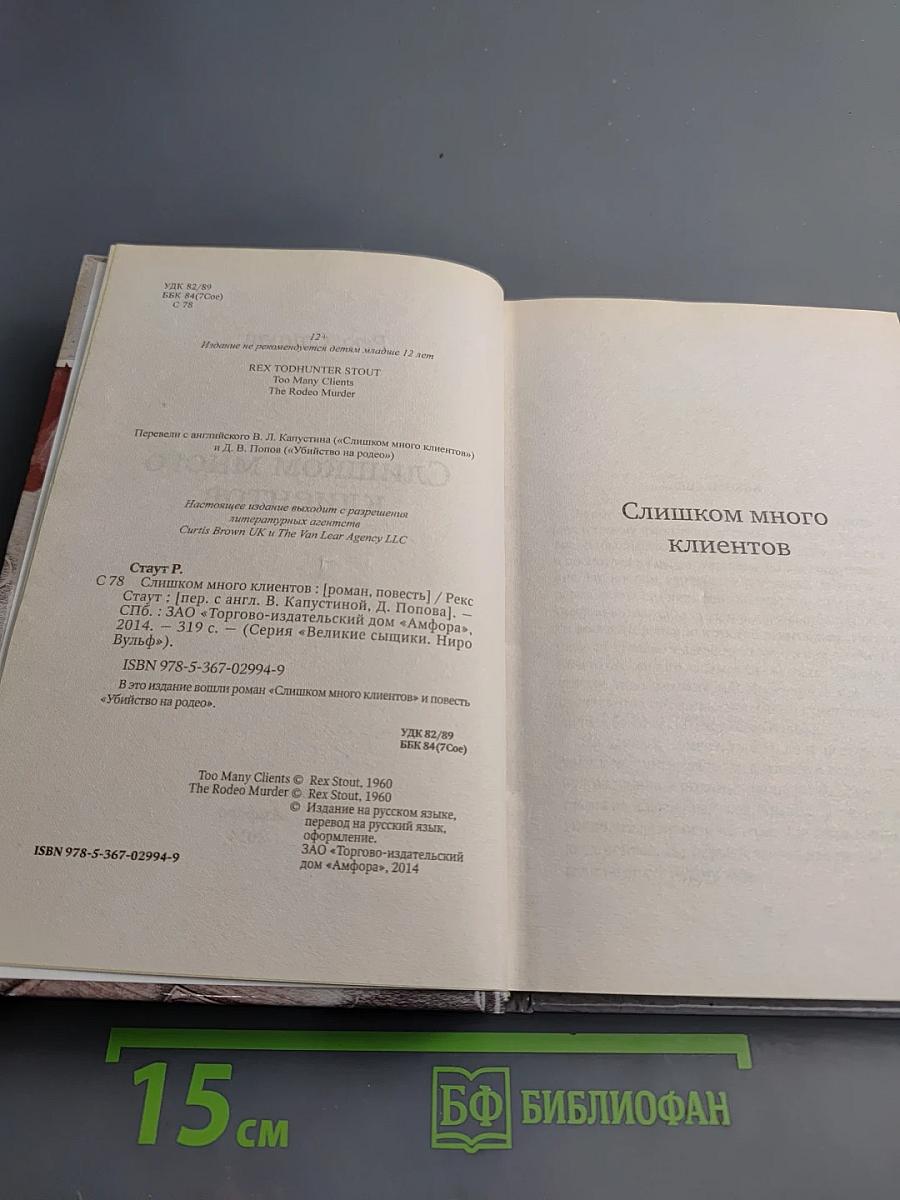 УДК 82/89
ББК 84(7Сое)
С 78
12+
Издание не рекомендуется детям младше 12 лет
REX TODHUNTER STOUT
Too Many Clients
The Rodeo Murder
Перевели с английского В. Л. Капустина («Слишком много клиентов»)
и Д. В. Попов («Убийство на родео»)
Настоящее издание выходит с разрешения
литературных агентств
Curtis Brown UK и The Van Lear Agency LLC
Стаут Р.
С 78 Слишком много клиентов : [роман, повесть] / Рекс
Стаут ; [пер. с англ. В. Капустиной, Д. Попова]. —
СПб. : ЗАО «Торгово-издательский дом «Амфора»,
2014. — 319 с. — (Серия «Великие сыщики. Ниро
Вульф»).
ISBN 978-5-367-02994-9
В это издание вошли роман «Слишком много клиентов» и повесть
«Убийство на родео».
УДК 82/89
ББК 84(7Сое)
Too Many Clients © Rex Stout, 1960
The Rodeo Murder © Rex Stout, 1960
© Издание на русском языке,
перевод на русский язык,
оформление.
ЗАО «Торгово-издательский
дом «Амфора», 2014
ISBN 978-5-367-02994-9
Слишком много
клиентов
15 см
БФ БИБЛИОФАН